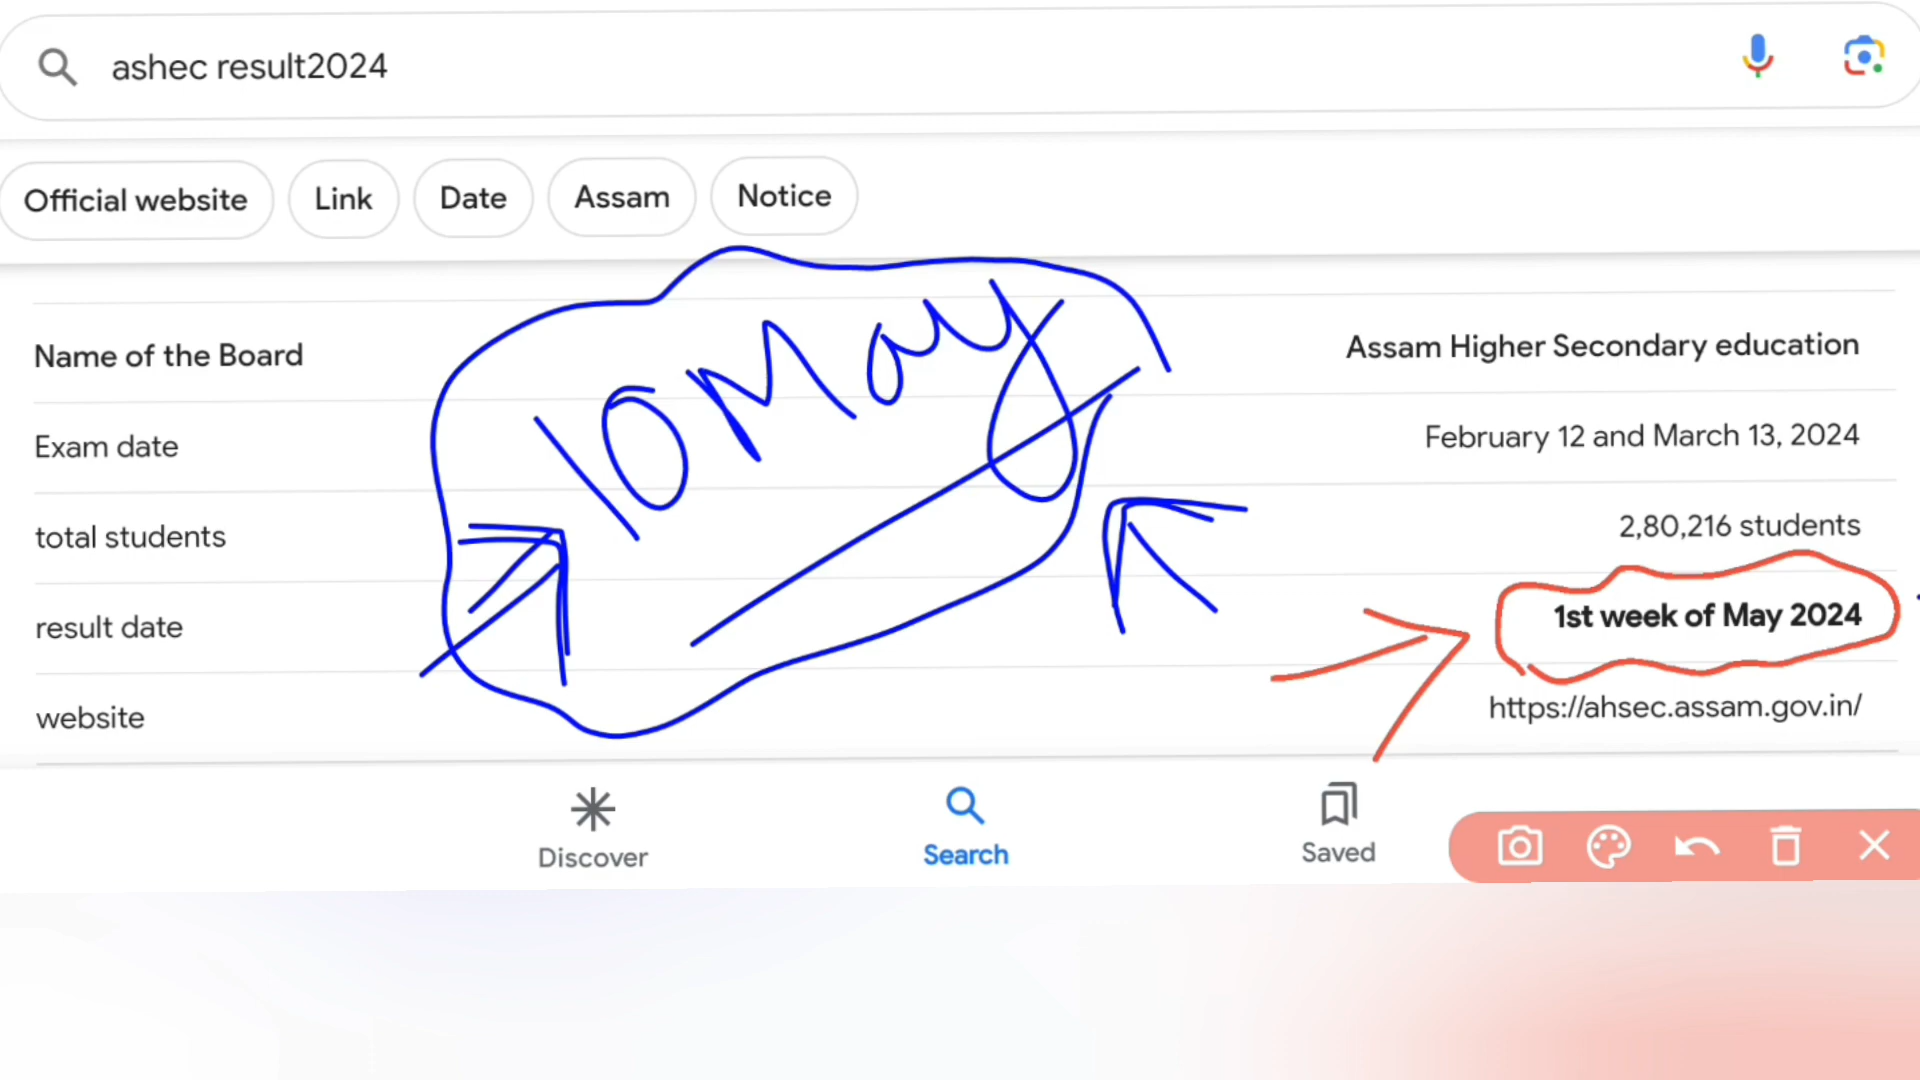 ashec result2024
Official website Link Date Assam Notice
10 May
Name of the Board Assam Higher Secondary education
Exam date February 12 and March 13, 2024
total students 2,80,216 students
result date 1st week of May 2024
website https://ahsec.assam.gov.in/
Discover Search Saved